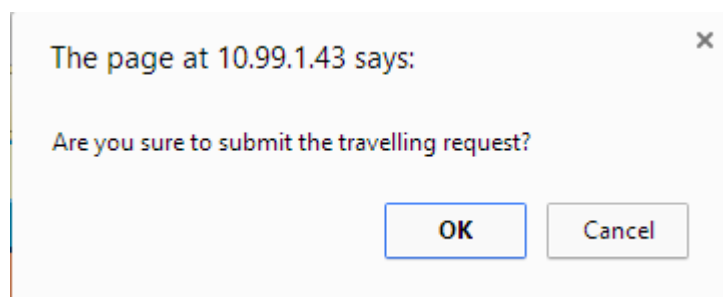 The page at 10.99.1.43 says:
Are you sure to submit the travelling request?
OK Cancel